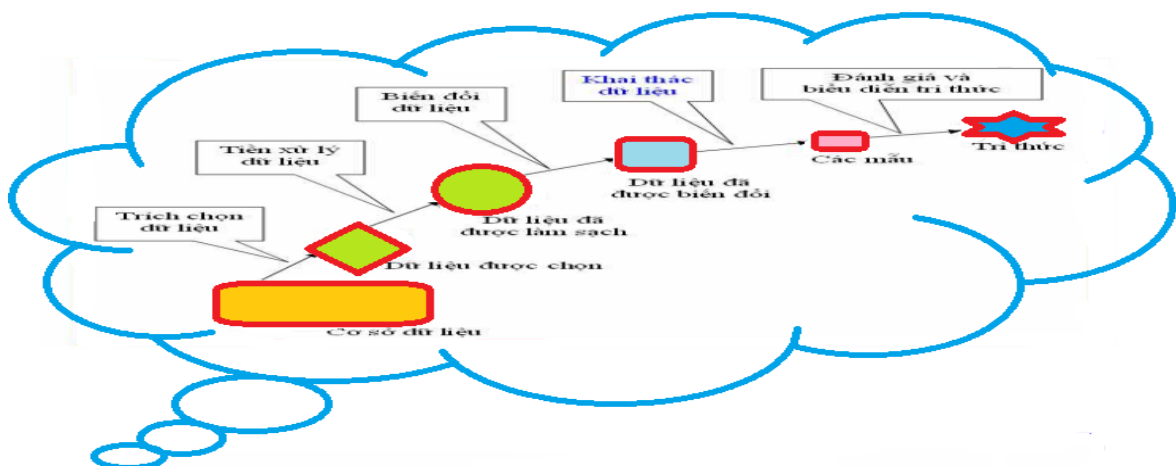 Khai thác
dữ liệu
Đánh giá và
biểu diễn tri thức
Biến đổi
dữ liệu
Tiền xử lý
dữ liệu
Các mẫu
Tri thức
Dữ liệu đã
được biến đổi
Trích chọn
dữ liệu
Dữ liệu đã
được làm sạch
Dữ liệu được chọn
Cơ sở dữ liệu